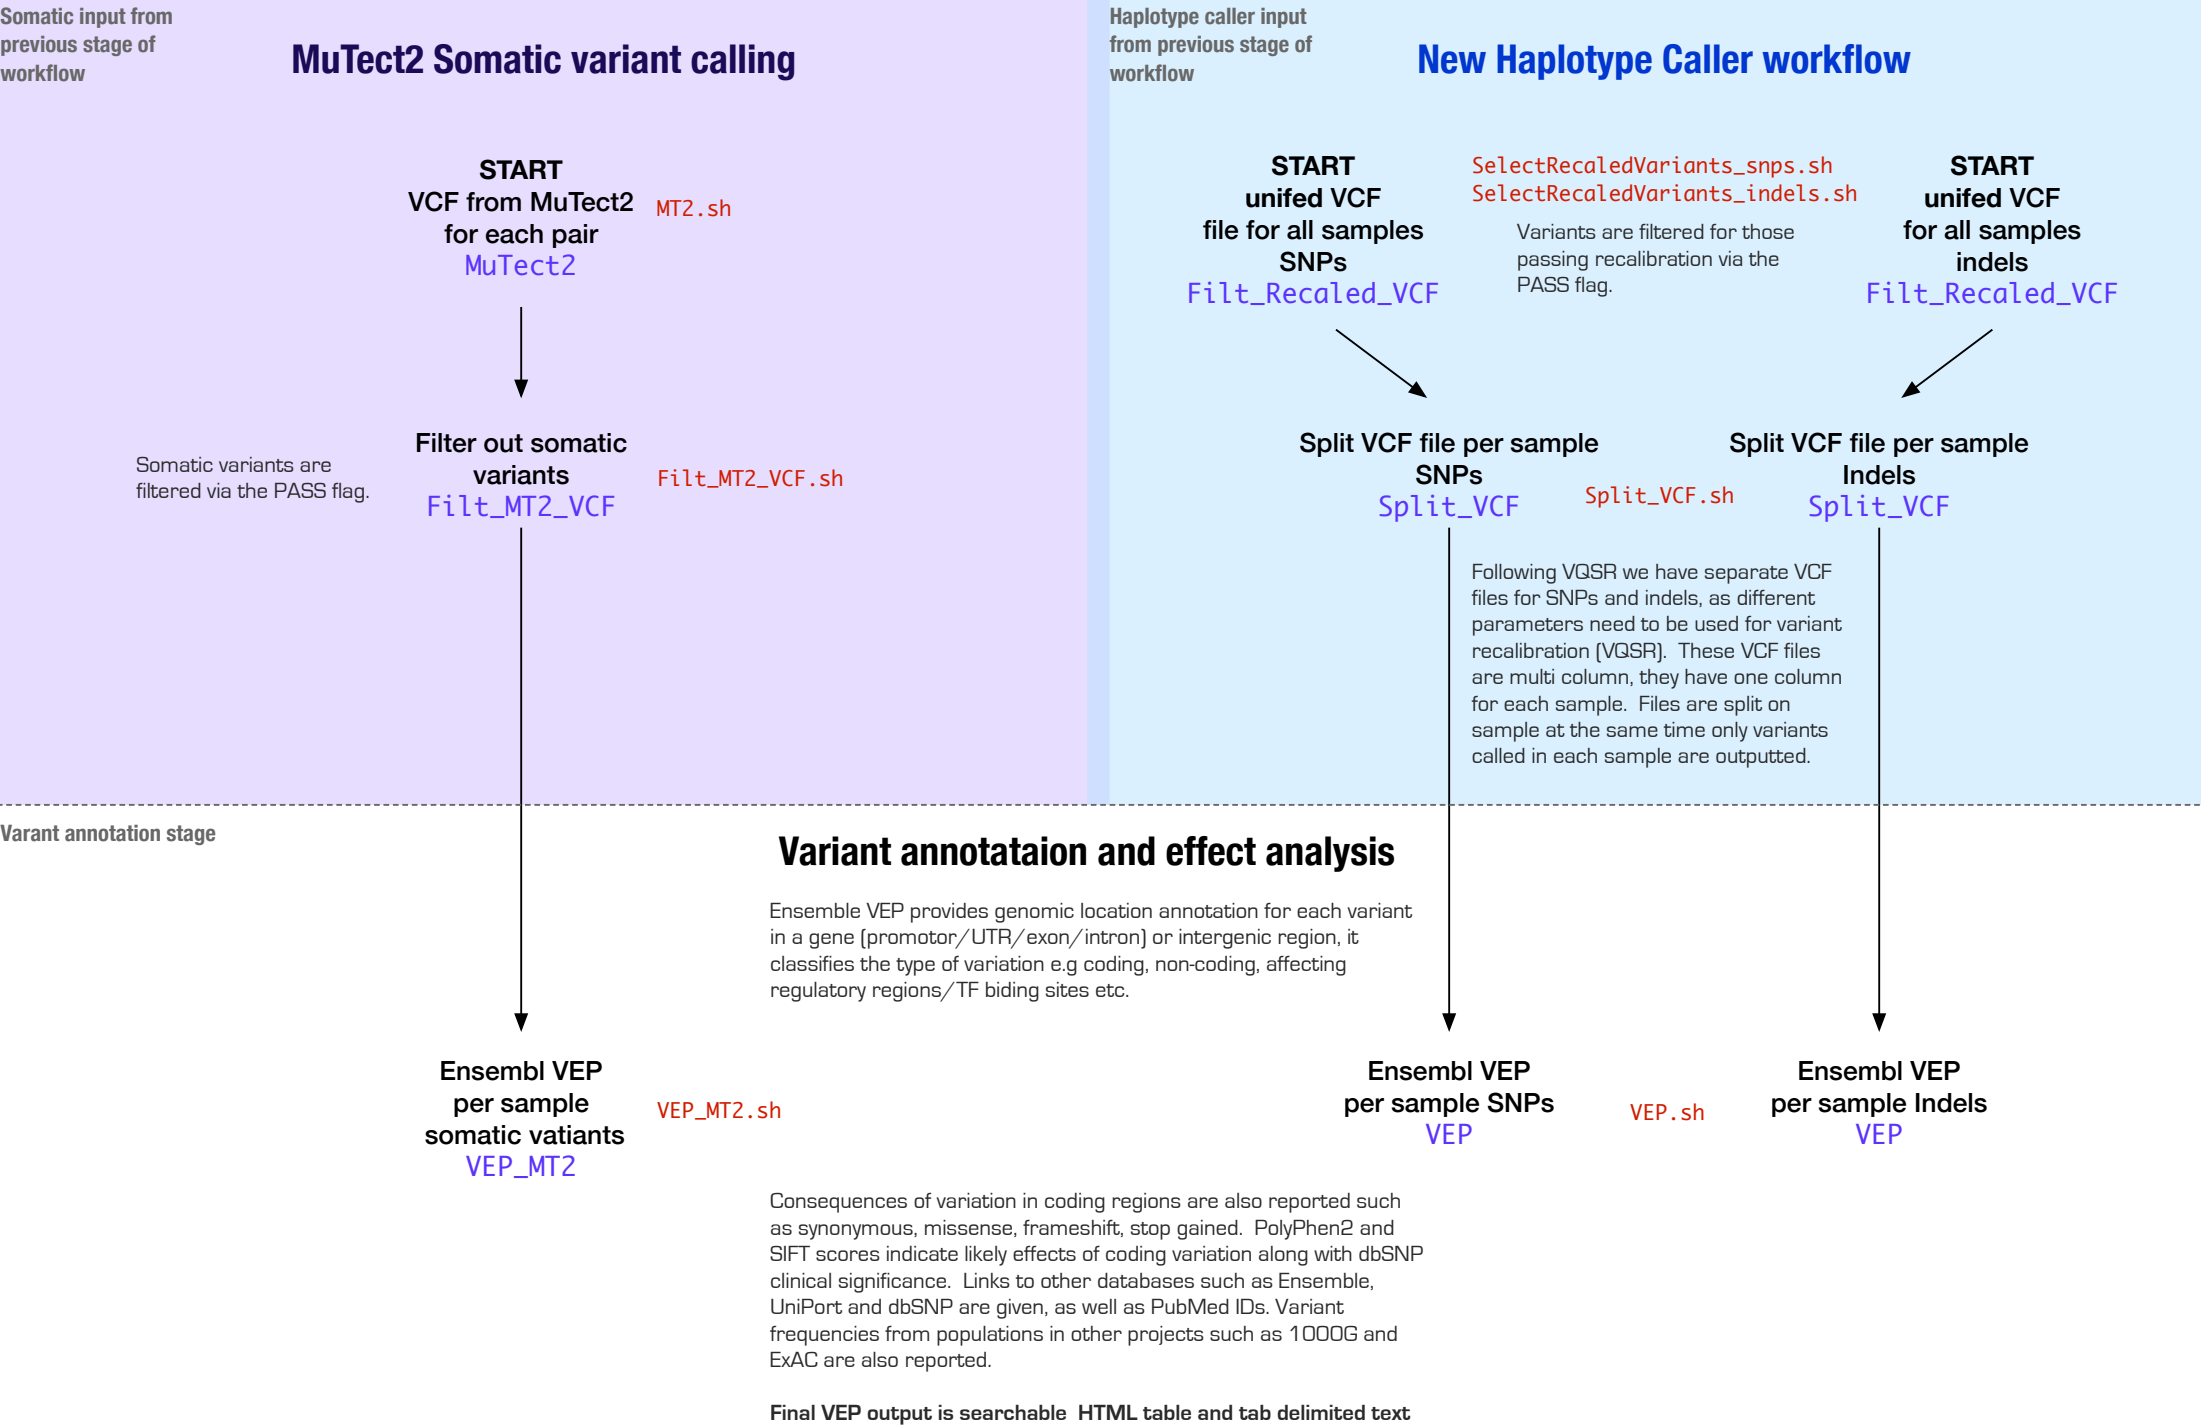 Somatic input from
previous stage of
workflow
MuTect2 Somatic variant calling
START
VCF from MuTect2
for each pair
MuTect2
MT2.sh
Somatic variants are
filtered via the PASS flag.
Filter out somatic
variants
Filt_MT2_VCF
Filt_MT2_VCF.sh
Haplotype caller input
from previous stage of
workflow
New Haplotype Caller workflow
START
unifed VCF
file for all samples
SNPs
Filt_Recaled_VCF
SelectRecaledVariants_snps.sh
SelectRecaledVariants_indels.sh
Variants are filtered for those
passing recalibration via the
PASS flag.
START
unifed VCF
for all samples
indels
Filt_Recaled_VCF
Split VCF file per sample
SNPs
Split_VCF
Split_VCF.sh
Split VCF file per sample
Indels
Split_VCF
Following VQSR we have separate VCF
files for SNPs and indels, as different
parameters need to be used for variant
recalibration (VQSR).  These VCF files
are multi column, they have one column
for each sample.  Files are split on
sample at the same time only variants
called in each sample are outputted.
Varant annotation stage
Variant annotataion and effect analysis
Ensemble VEP provides genomic location annotation for each variant
in a gene (promotor/UTR/exon/intron) or intergenic region, it
classifies the type of variation e.g coding, non-coding, affecting
regulatory regions/TF biding sites etc.
Ensembl VEP
per sample
somatic vatiants
VEP_MT2
VEP_MT2.sh
Ensembl VEP
per sample SNPs
VEP
VEP.sh
Ensembl VEP
per sample Indels
VEP
Consequences of variation in coding regions are also reported such
as synonymous, missense, frameshift, stop gained.  PolyPhen2 and
SIFT scores indicate likely effects of coding variation along with dbSNP
clinical significance.  Links to other databases such as Ensemble,
UniPort and dbSNP are given, as well as PubMed IDs. Variant
frequencies from populations in other projects such as 1000G and
ExAC are also reported.
Final VEP output is searchable  HTML table and tab delimited text